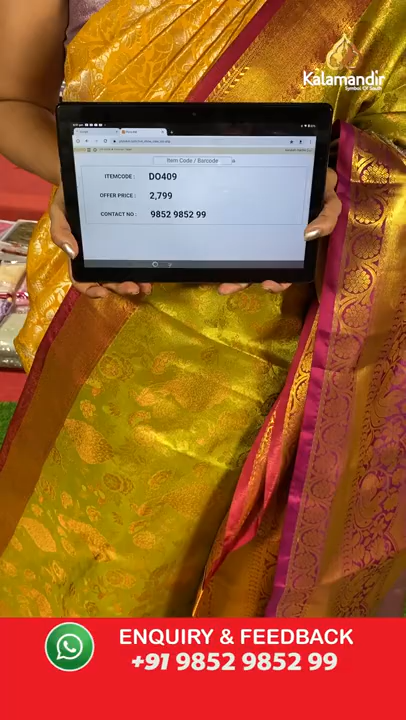 Kalamandir
Symbol Of South
Item Code / Barcode
ITEMCODE : DO409
OFFER PRICE : 2,799
CONTACT NO : 9852 9852 99
ENQUIRY & FEEDBACK
+91 9852 9852 99